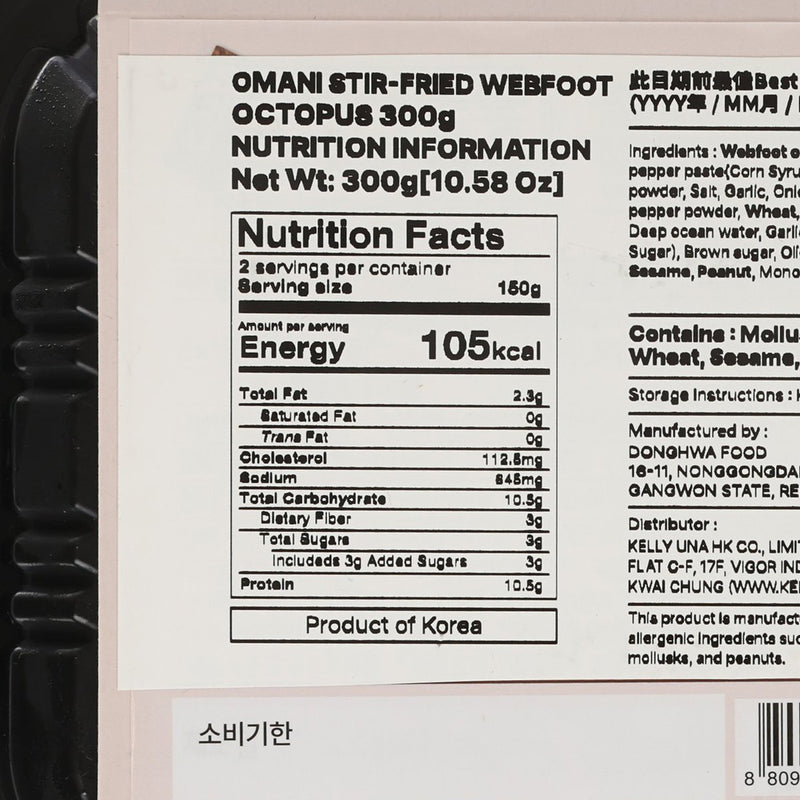 OMANI STIR-FRIED WEBFOOT
OCTOPUS 300g
NUTRITION INFORMATION
Net Wt: 300g[10.58 Oz]
Nutrition Facts
2 servings per container
Serving size 150g
Amount per serving
Energy 105kcal
Total Fat 2.3g
Saturated Fat 0g
Trans Fat 0g
Cholesterol 112.5mg
Sodium 645mg
Total Carbohydrate 10.5g
Dietary Fiber 3g
Total Sugars 3g
Includeds 3g Added Sugars 3g
Protein 10.5g
Product of Korea
此日期前最值Best
(YYYY年 / MM月 /
Ingredients : Webfoot o
pepper paste(Corn Syru
powder, Salt, Garlic, Oni
pepper powder, Wheat,
Deep ocean water, Garli
Sugar), Brown sugar, Oli
Sesame, Peanut, Mono
Contains : Mollu
Wheat, Sesame,
Storage Instructions :
Manufactured by :
DONGHWA FOOD
16-11, NONGGONGDA
GANGWON STATE, RE
Distributor :
KELLY UNA HK CO., LIMI
FLAT C-F, 17F, VIGOR IND
KWAI CHUNG (WWW.KE
This product is manufact
allergenic ingredients suc
mollusks, and peanuts.
소비기한
8 809